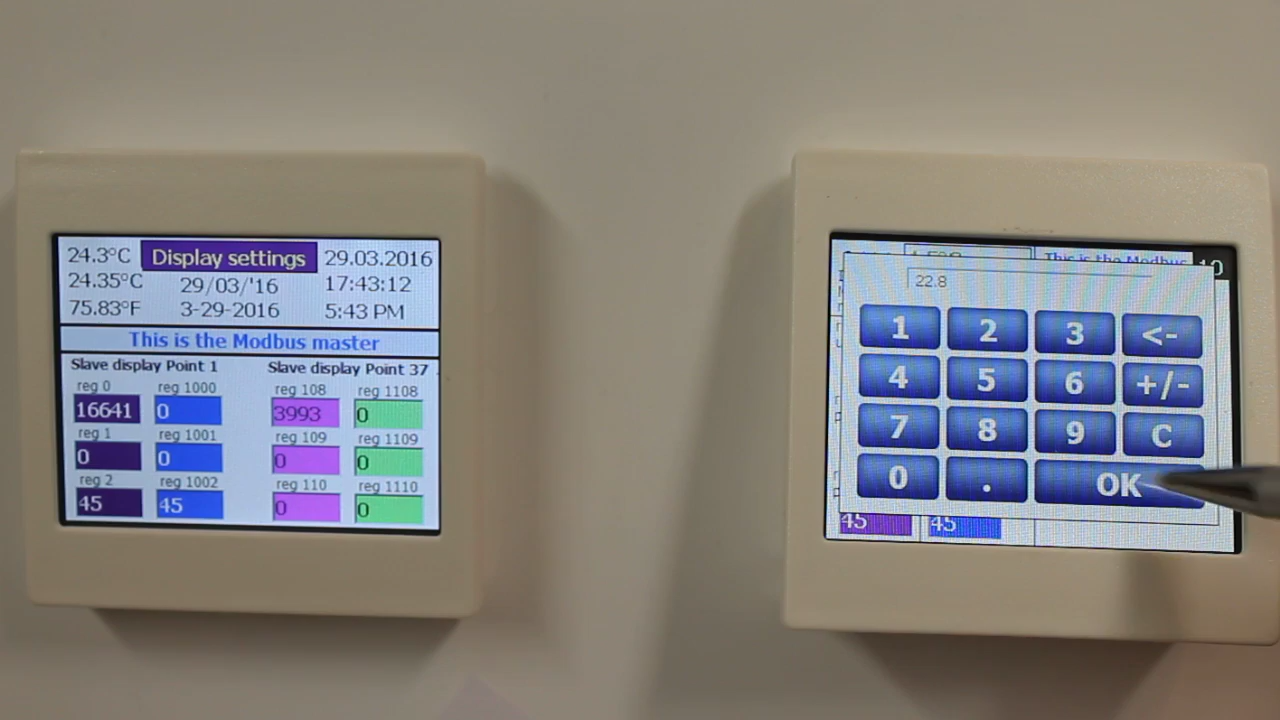 24.3°C Display settings 29.03.2016
24.35°C 29/03/'16 17:43:12
75.83°F 3-29-2016 5:43 PM
This is the Modbus master
Slave display Point 1 Slave display Point 37
reg 0 reg 1000 reg 108 reg 1108
16641 0 3993 0
reg 1 reg 1001 reg 109 reg 1109
0 0 0 0
reg 2 reg 1002 reg 110 reg 1110
45 45 0 0
This is the Modbus
22.8
1 2 3 <-
4 5 6 +/-
7 8 9 C
0 . OK
45 45